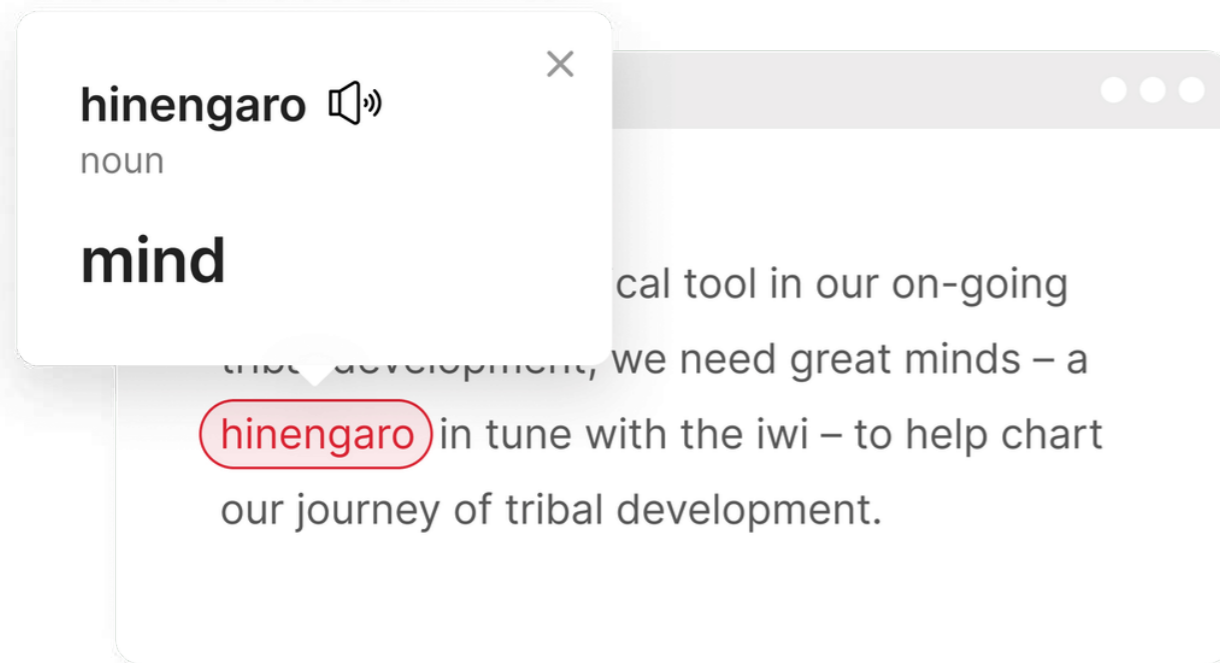 hinengaro
noun
mind
cal tool in our on-going
development, we need great minds – a
hinengaro in tune with the iwi – to help chart
our journey of tribal development.